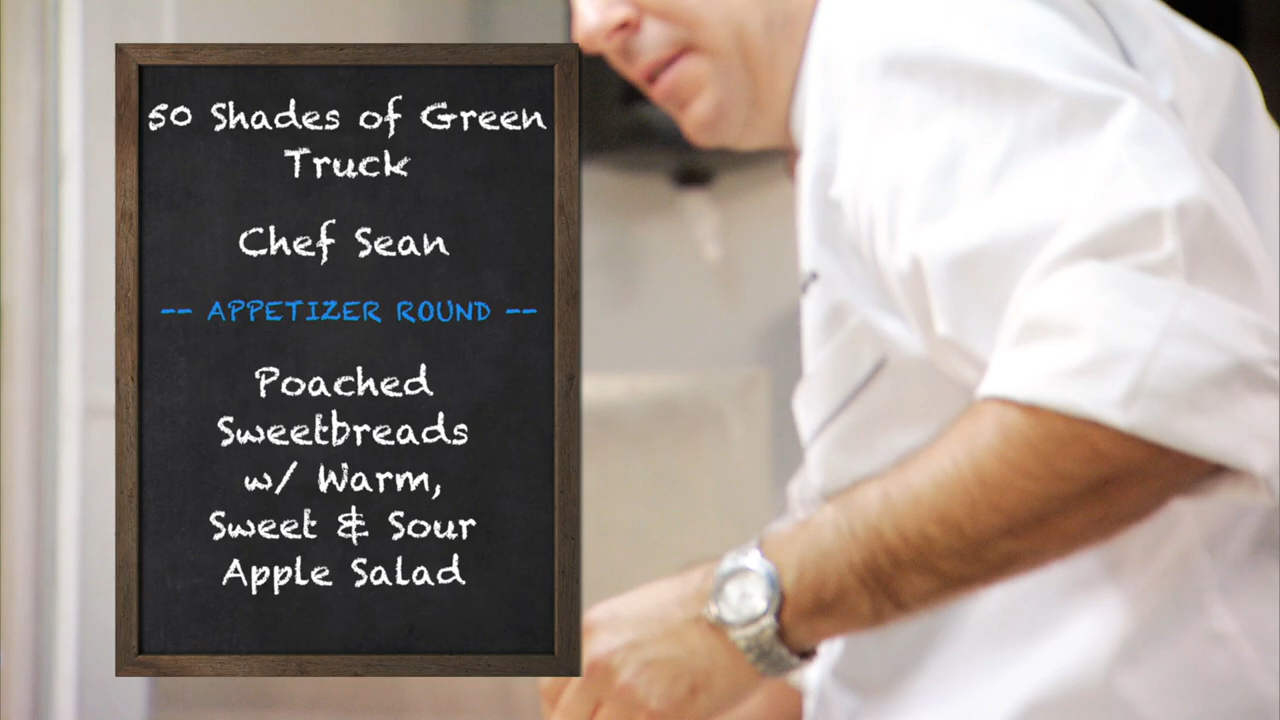 50 Shades of Green
Truck
Chef Sean
-- APPETIZER ROUND --
Poached
Sweetbreads
w/ Warm,
Sweet & Sour
Apple Salad